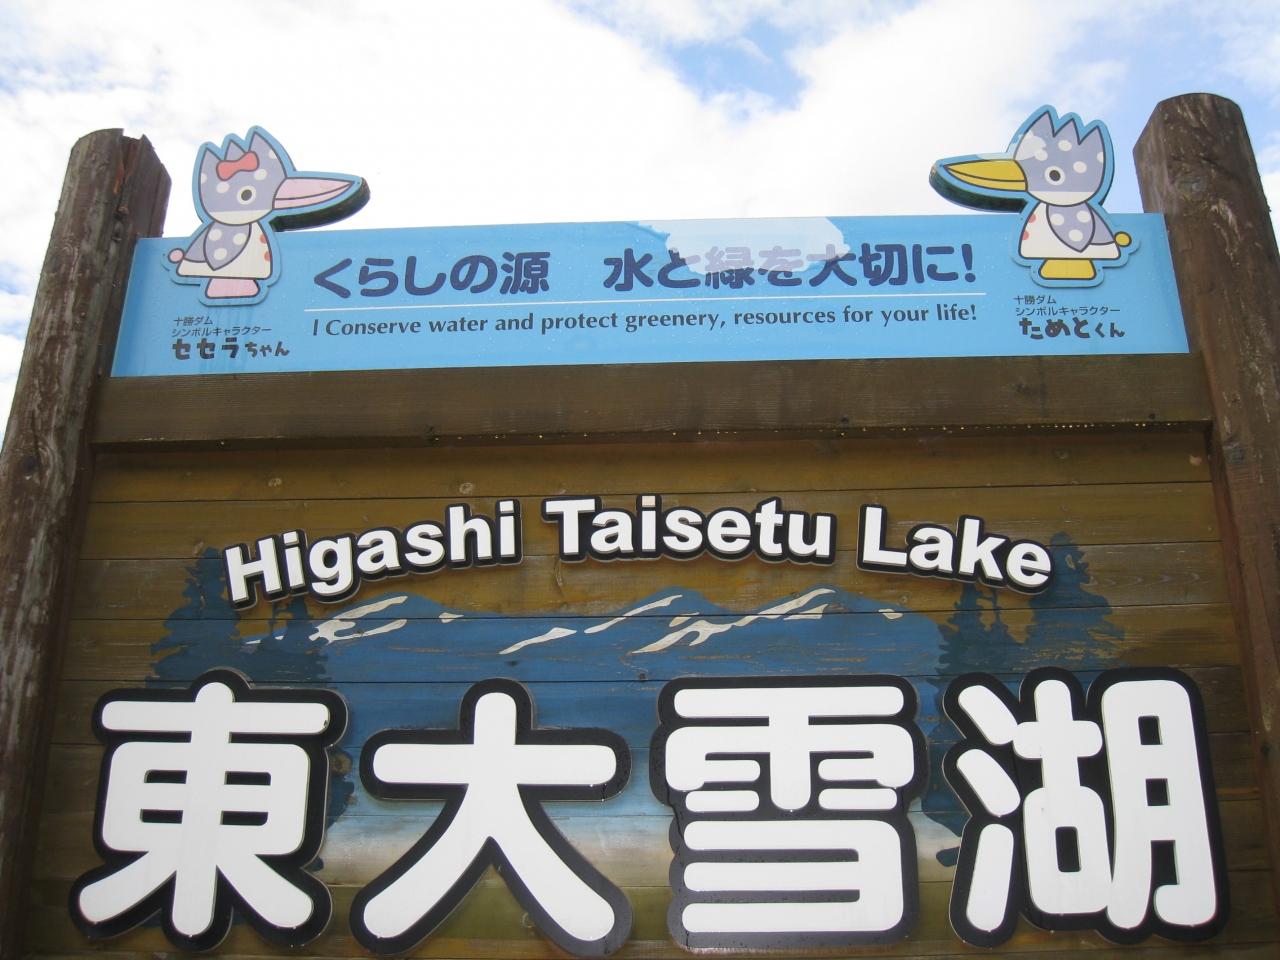 くらしの源　水と緑を大切に!
I Conserve water and protect greenery, resources for your life!
十勝ダム
シンボルキャラクター
セセラちゃん
十勝ダム
シンボルキャラクター
ためとくん
Higashi Taisetu Lake
東大雪湖